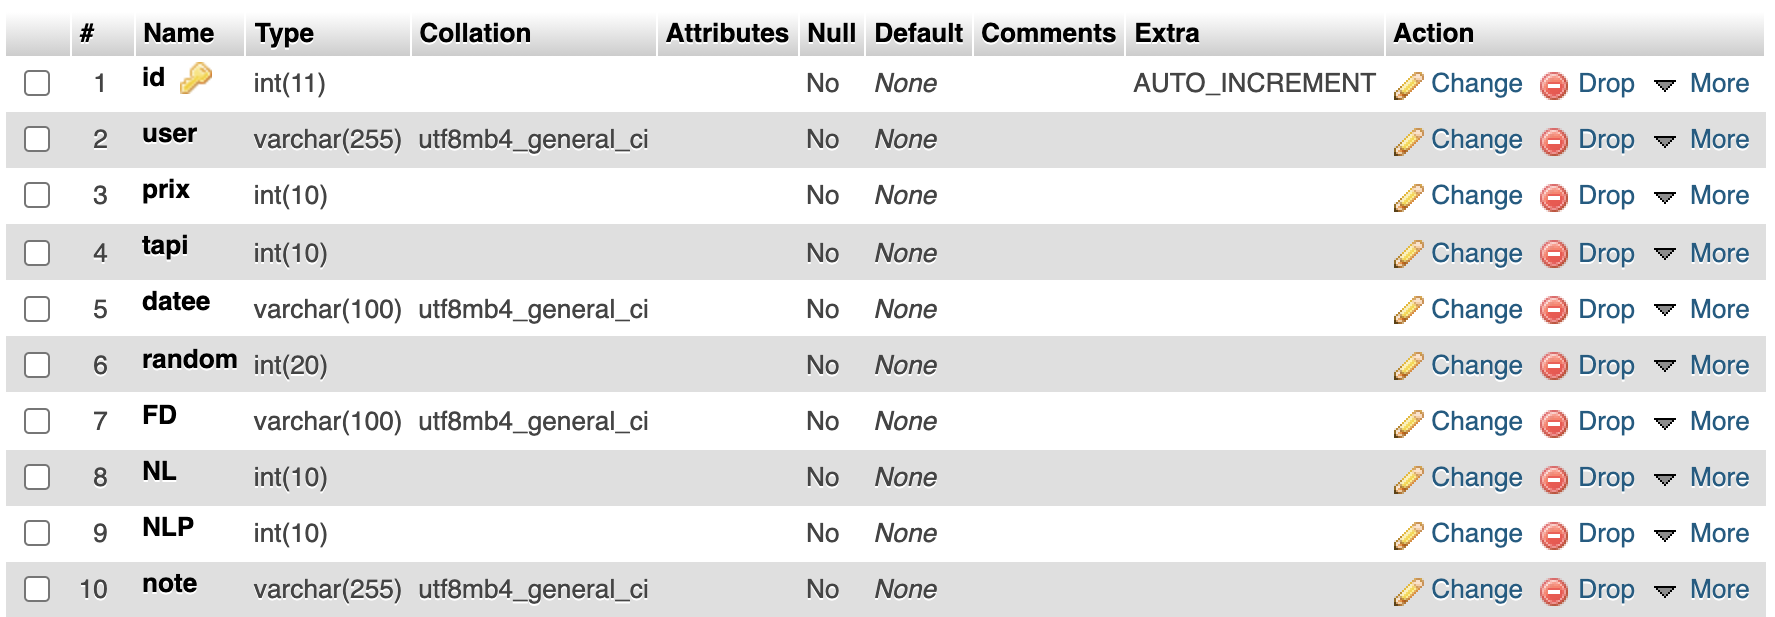 # Name Type Collation Attributes Null Default Comments Extra Action
1 id int(11) No None AUTO_INCREMENT Change Drop More
2 user varchar(255) utf8mb4_general_ci No None Change Drop More
3 prix int(10) No None Change Drop More
4 tapi int(10) No None Change Drop More
5 datee varchar(100) utf8mb4_general_ci No None Change Drop More
6 random int(20) No None Change Drop More
7 FD varchar(100) utf8mb4_general_ci No None Change Drop More
8 NL int(10) No None Change Drop More
9 NLP int(10) No None Change Drop More
10 note varchar(255) utf8mb4_general_ci No None Change Drop More